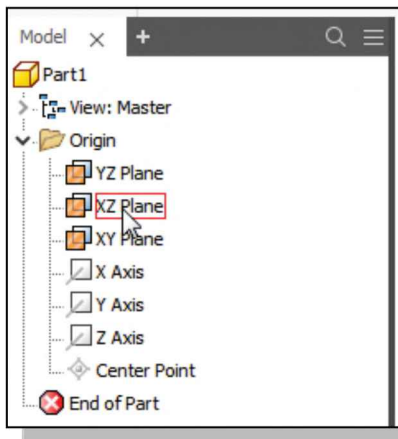 Model
Part1
View: Master
Origin
YZ Plane
XZ Plane
XY Plane
X Axis
Y Axis
Z Axis
Center Point
End of Part